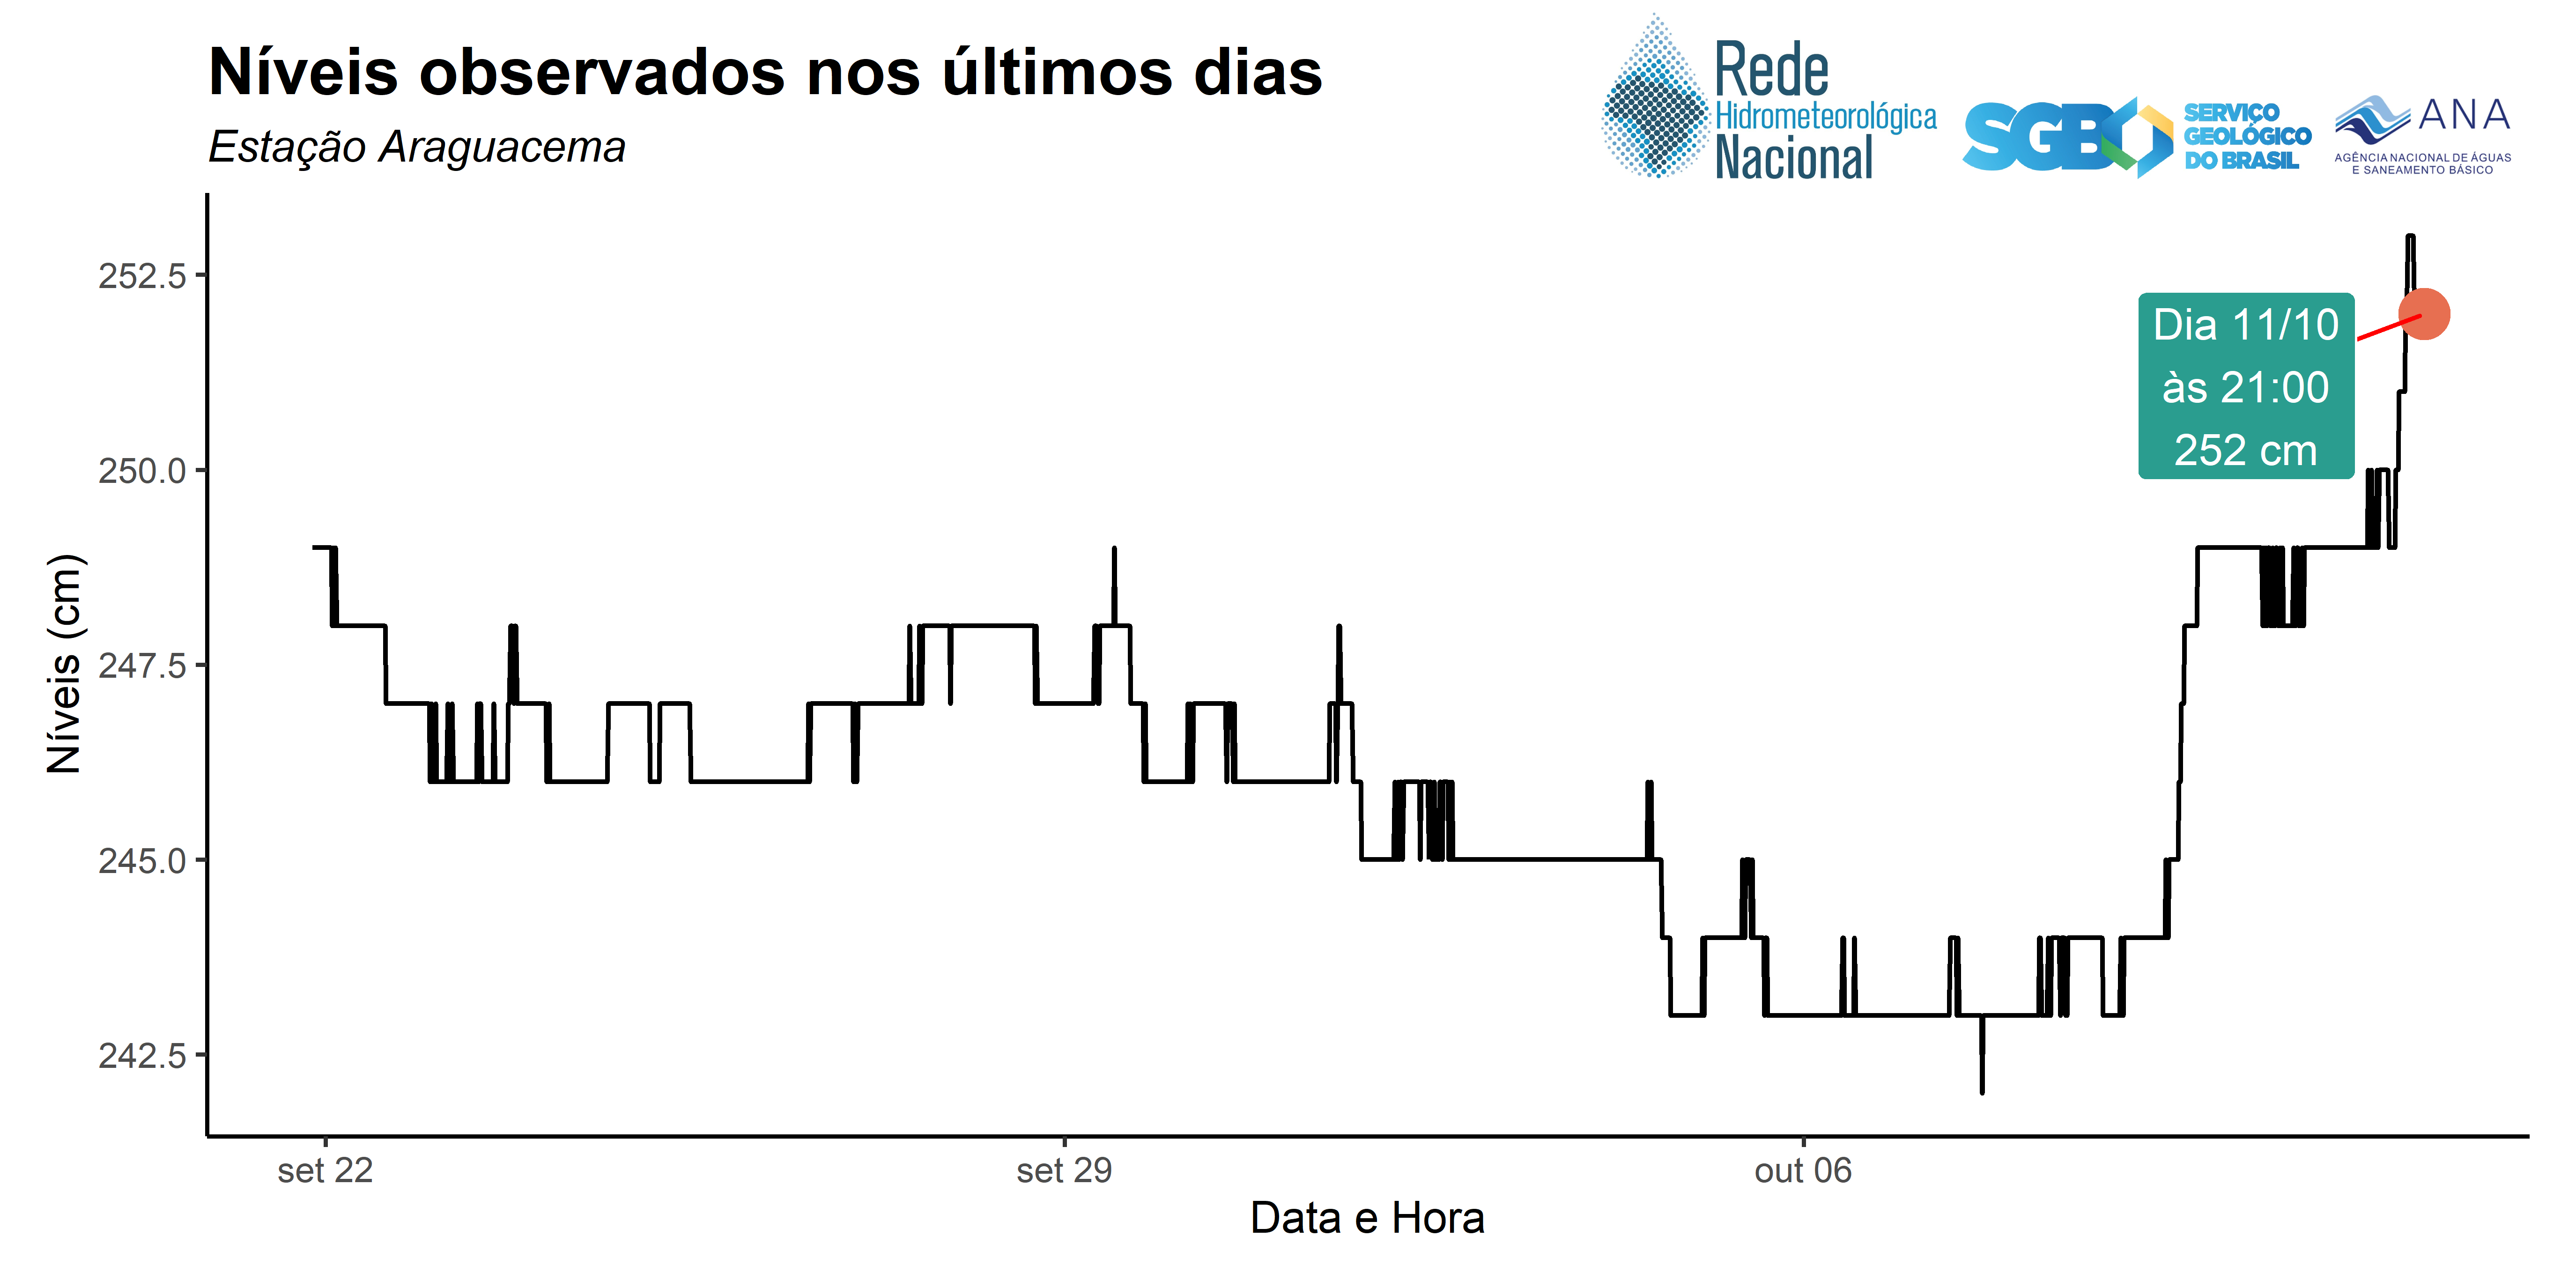 Níveis observados nos últimos dias
Estação Araguacema
Rede
Hidrometeorológica
Nacional
SGB
SERVIÇO
GEOLÓGICO
DO BRASIL
ANA
AGÊNCIA NACIONAL DE ÁGUAS
E SANEAMENTO BÁSICO
252.5
250.0
247.5
245.0
242.5
Níveis (cm)
Dia 11/10
às 21:00
252 cm
set 22
set 29
out 06
Data e Hora